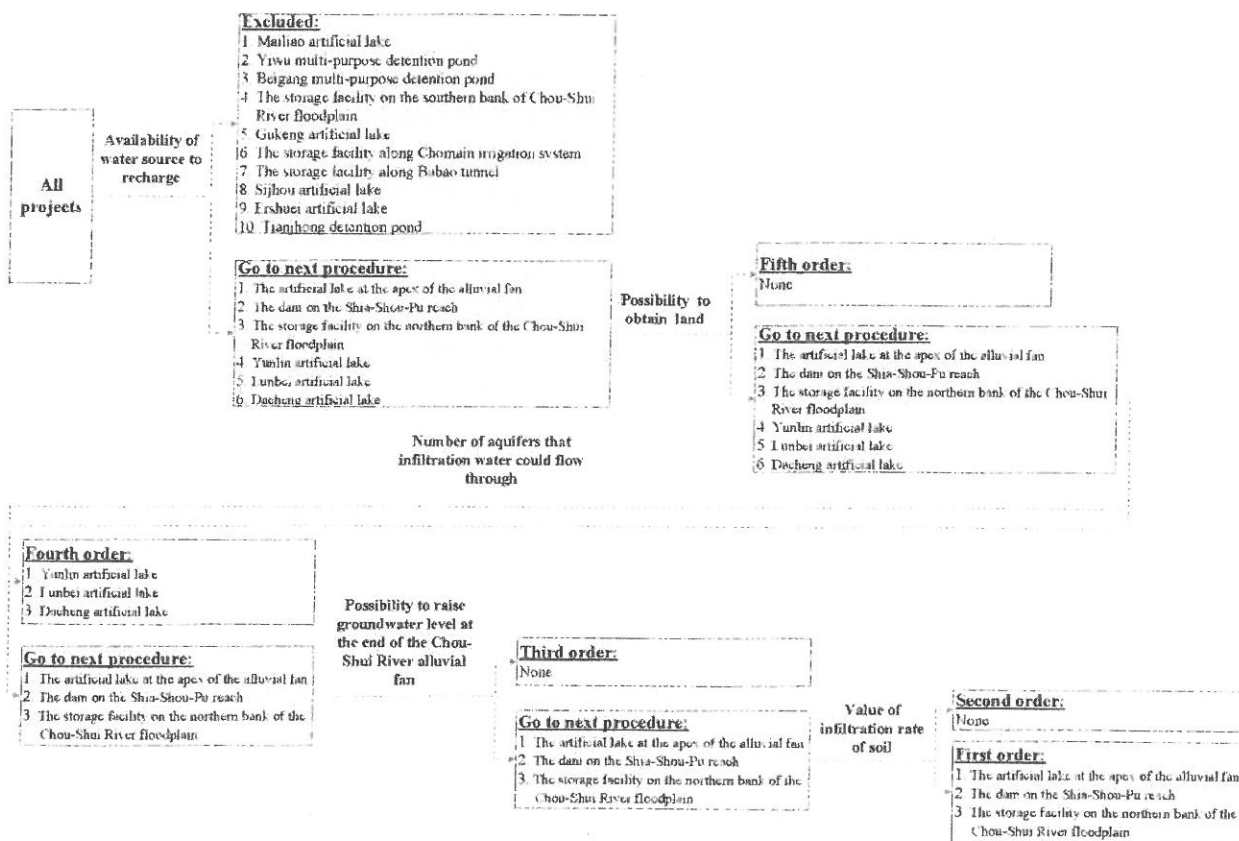 All
projects
Availability of
water source to
recharge
Excluded:
1 Mailiao artificial lake
2 Yiwu multi-purpose detention pond
3 Beigang multi-purpose detention pond
4 The storage facility on the southern bank of Chou-Shui
River floodplain
5 Gukeng artificial lake
6 The storage facility along Chomain irrigation system
7 The storage facility along Babao tunnel
8 Sijhou artificial lake
9 Ershuei artificial lake
10 Tianjhong detention pond
Go to next procedure:
1. The artificial lake at the apex of the alluvial fan
2 The dam on the Shia-Shou-Pu reach
3. The storage facility on the northern bank of the Chou-Shui
River floodplain
4 Yunlin artificial lake
5 Lunbei artificial lake
6 Dacheng artificial lake
Possibility to
obtain land
Fifth order:
None
Go to next procedure:
1 The artificial lake at the apex of the alluvial fan
2 The dam on the Shia-Shou-Pu reach
3 The storage facility on the northern bank of the Chou-Shui
River floodplain
4 Yunlin artificial lake
5 Lunbei artificial lake
6 Dacheng artificial lake
Number of aquifers that
infiltration water could flow
through
Fourth order:
1 Yunlin artificial lake
2 Lunbei artificial lake
3 Dacheng artificial lake
Go to next procedure:
1 The artificial lake at the apex of the alluvial fan
2 The dam on the Shia-Shou-Pu reach
3 The storage facility on the northern bank of the
Chou-Shui River floodplain
Possibility to raise
groundwater level at
the end of the Chou-
Shui River alluvial
fan
Third order:
None
Go to next procedure:
1 The artificial lake at the apex of the alluvial fan
2. The dam on the Shia-Shou-Pu reach
3. The storage facility on the northern bank of the
Chou-Shui River floodplain
Value of
infiltration rate
of soil
Second order:
None
First order:
1 The artificial lake at the apex of the alluvial fan
2 The dam on the Shia-Shou-Pu reach
3 The storage facility on the northern bank of the
Chou-Shui River floodplain